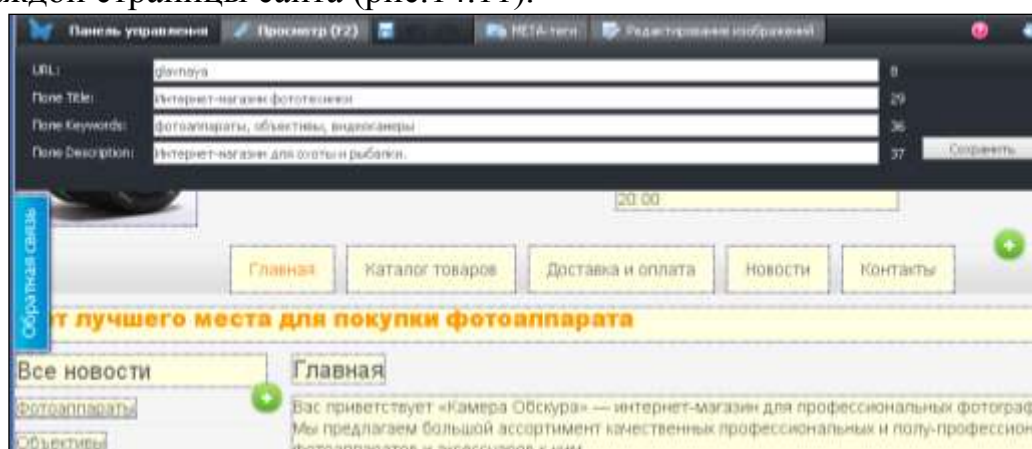 ждой страницы сайта (рис.14.11).
Панель управления Просмотр (F2) META-теги Редактирование изображений
URL: glavnaya 8
Поле Title: Интернет-магазин фототехники 29
Поле Keywords: фотоаппараты, объективы, видеокамеры 36
Поле Description: Интернет-магазин для охоты и рыбалки. 37 Сохранить
20:00
Обратная связь
Главная Каталог товаров Доставка и оплата Новости Контакты
т лучшего места для покупки фотоаппарата
Все новости Главная
Фотоаппараты Вас приветствует «Камера Обскура» — интернет-магазин для профессиональных фотограф
Объективы Мы предлагаем большой ассортимент качественных профессиональных и полу-профессион
фотоаппаратов и аксессуаров к ним